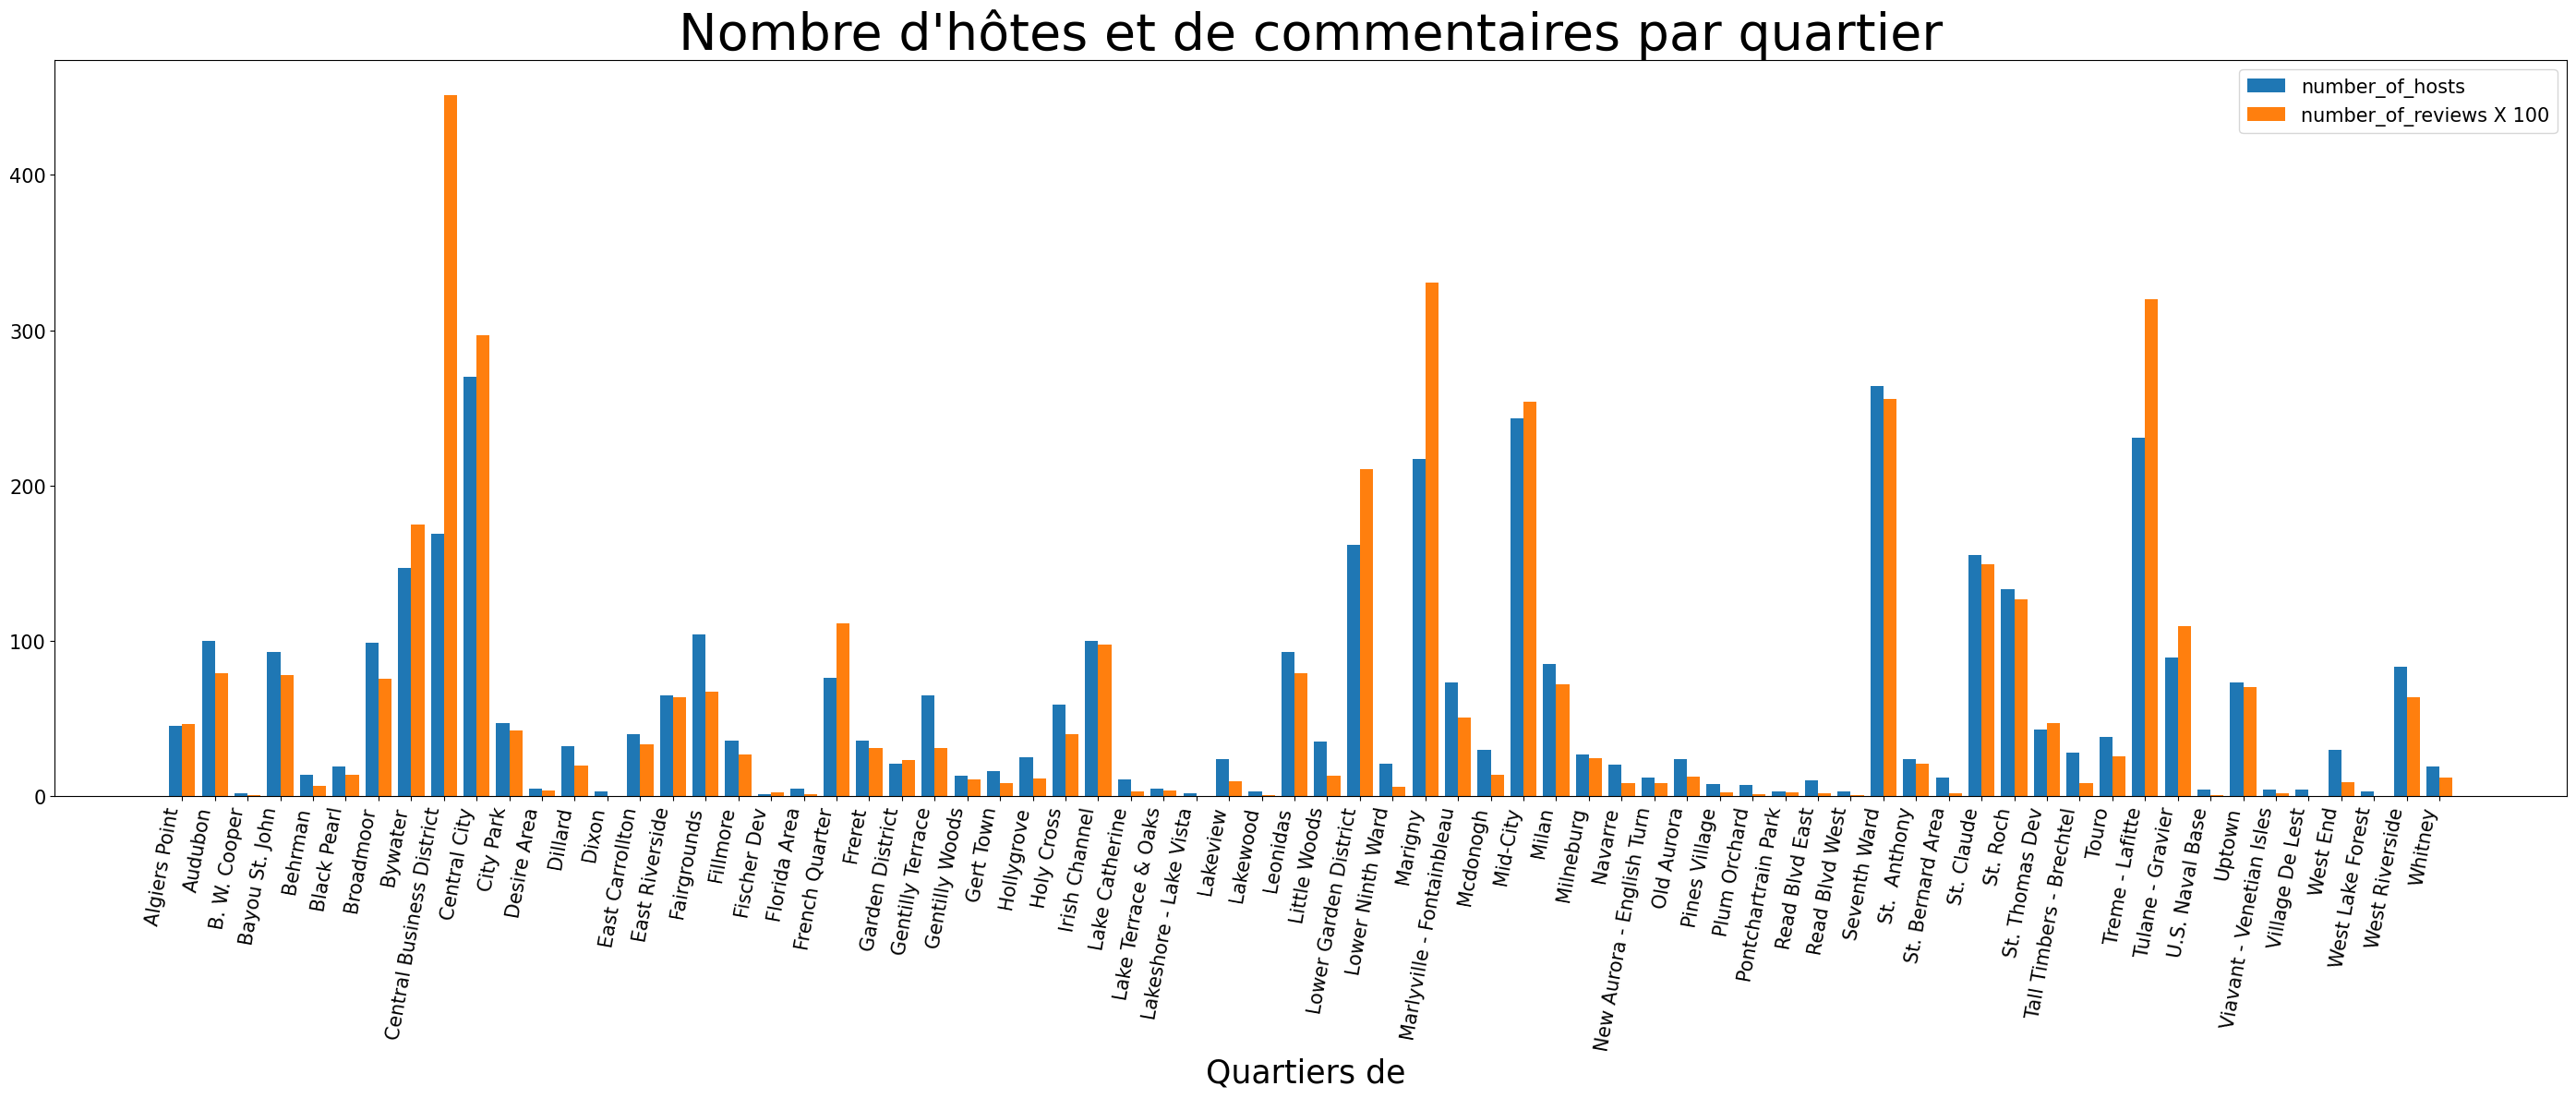 Nombre d'hôtes et de commentaires par quartier
number_of_hosts
number_of_reviews X 100
400
300
200
100
0
Algiers Point
Audubon
B. W. Cooper
Bayou St. John
Behrman
Black Pearl
Broadmoor
Bywater
Central Business District
Central City
City Park
Desire Area
Dillard
Dixon
East Carrollton
East Riverside
Fairgrounds
Fillmore
Fischer Dev
Florida Area
French Quarter
Freret
Garden District
Gentilly Terrace
Gentilly Woods
Gert Town
Hollygrove
Holy Cross
Irish Channel
Lake Catherine
Lake Terrace & Oaks
Lakeshore - Lake Vista
Lakeview
Lakewood
Leonidas
Little Woods
Lower Garden District
Lower Ninth Ward
Marigny
Marlyville - Fontainbleau
Mcdonogh
Mid-City
Milan
Milneburg
Navarre
New Aurora - English Turn
Old Aurora
Pines Village
Plum Orchard
Pontchartrain Park
Read Blvd East
Read Blvd West
Seventh Ward
St. Anthony
St. Bernard Area
St. Claude
St. Roch
St. Thomas Dev
Tall Timbers - Brechtel
Touro
Treme - Lafitte
Tulane - Gravier
U.S. Naval Base
Uptown
Viavant - Venetian Isles
Village De Lest
West End
West Lake Forest
West Riverside
Whitney
Quartiers de